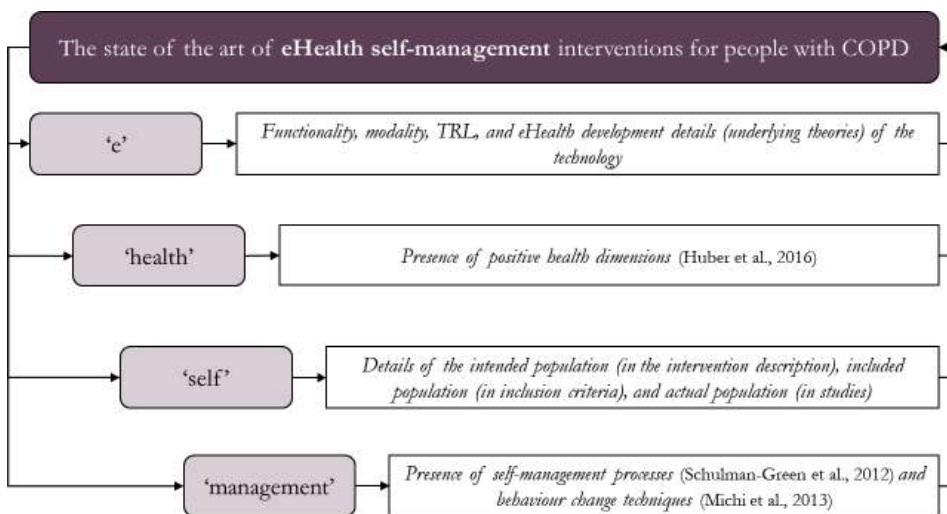 The state of the art of eHealth self-management interventions for people with COPD
‘e’
Functionality, modality, TRL, and eHealth development details (underlying theories) of the
technology
‘health’
Presence of positive health dimensions (Huber et al., 2016)
‘self’
Details of the intended population (in the intervention description), included
population (in inclusion criteria), and actual population (in studies)
‘management’
Presence of self-management processes (Schulman-Green et al., 2012) and
behaviour change techniques (Michi et al., 2013)